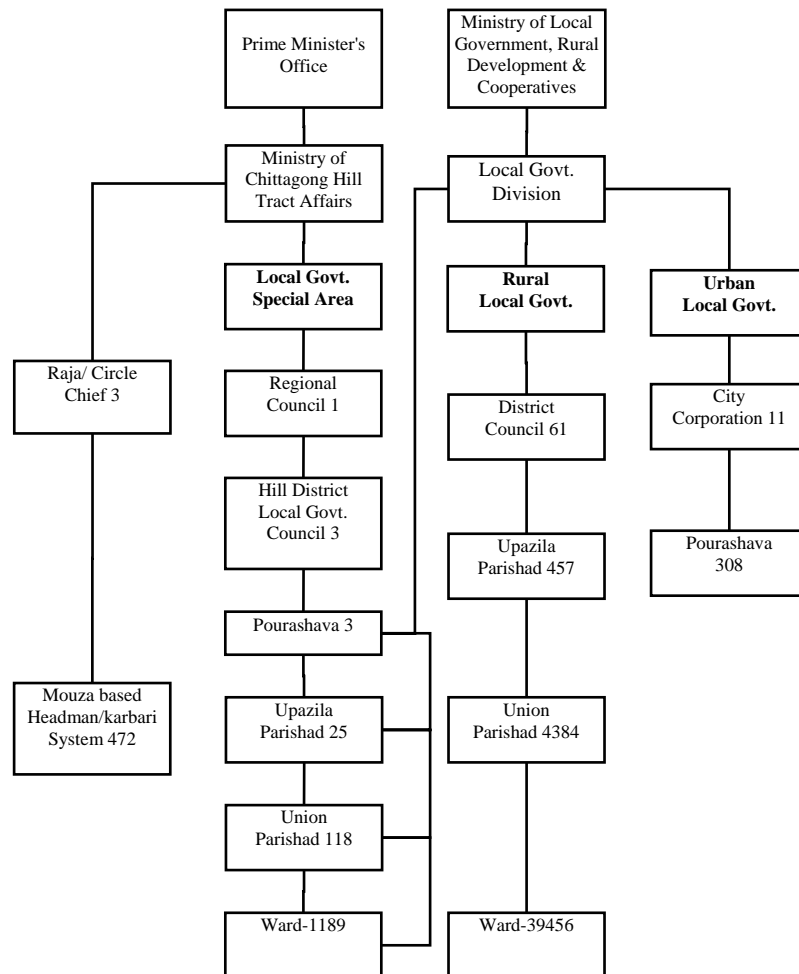 Prime Minister's
Office
Ministry of Local
Government, Rural
Development &
Cooperatives
Ministry of
Chittagong Hill
Tract Affairs
Local Govt.
Division
Local Govt.
Special Area
Rural
Local Govt.
Urban
Local Govt.
Raja/ Circle
Chief 3
Regional
Council 1
District
Council 61
City
Corporation 11
Hill District
Local Govt.
Council 3
Upazila
Parishad 457
Pourashava
308
Pourashava 3
Mouza based
Headman/karbari
System 472
Upazila
Parishad 25
Union
Parishad 4384
Union
Parishad 118
Ward-1189
Ward-39456